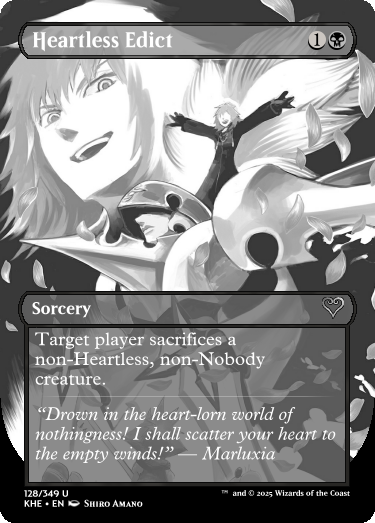 Heartless Edict 1
Sorcery
Target player sacrifices a
non-Heartless, non-Nobody
creature.
“Drown in the heart-lorn world of
nothingness! I shall scatter your heart to
the empty winds!” — Marluxia
128/349 U
KHE • EN Shiro Amano
™ and © 2025 Wizards of the Coast